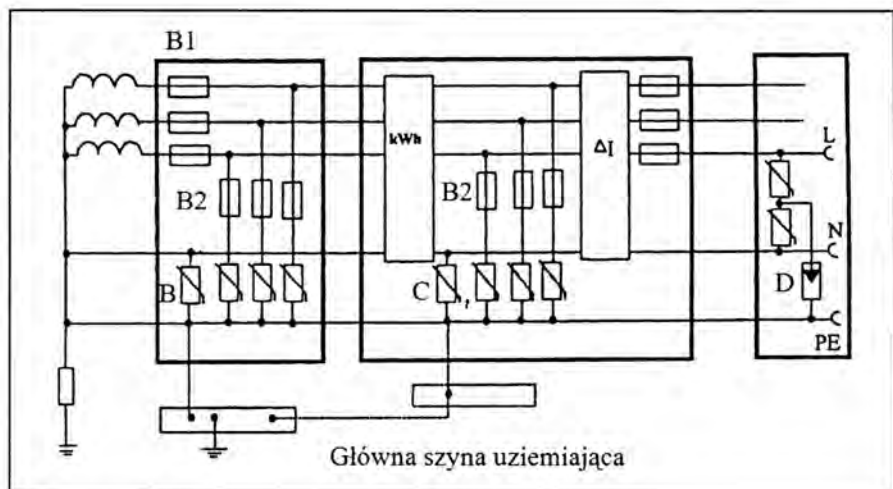 B1
kWh
ΔI
L
B2
B2
N
B
C
D
PE
Główna szyna uziemiająca